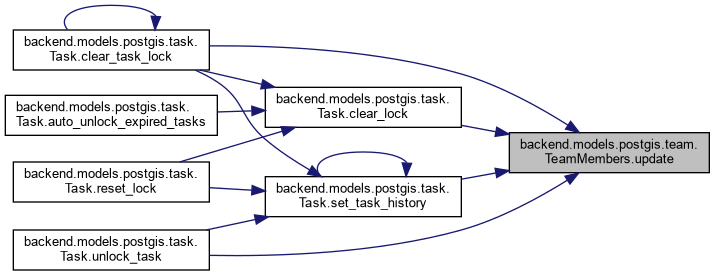 backend.models.postgis.task.
Task.clear_task_lock
backend.models.postgis.task.
Task.auto_unlock_expired_tasks
backend.models.postgis.task.
Task.reset_lock
backend.models.postgis.task.
Task.unlock_task
backend.models.postgis.task.
Task.clear_lock
backend.models.postgis.task.
Task.set_task_history
backend.models.postgis.team.
TeamMembers.update